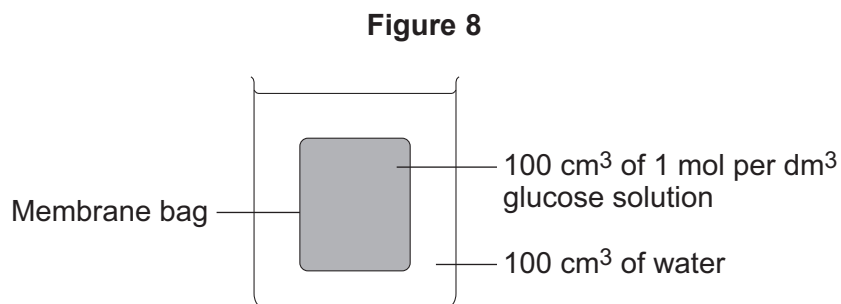 Figure 8
100 cm³ of 1 mol per dm³
glucose solution
Membrane bag
100 cm³ of water